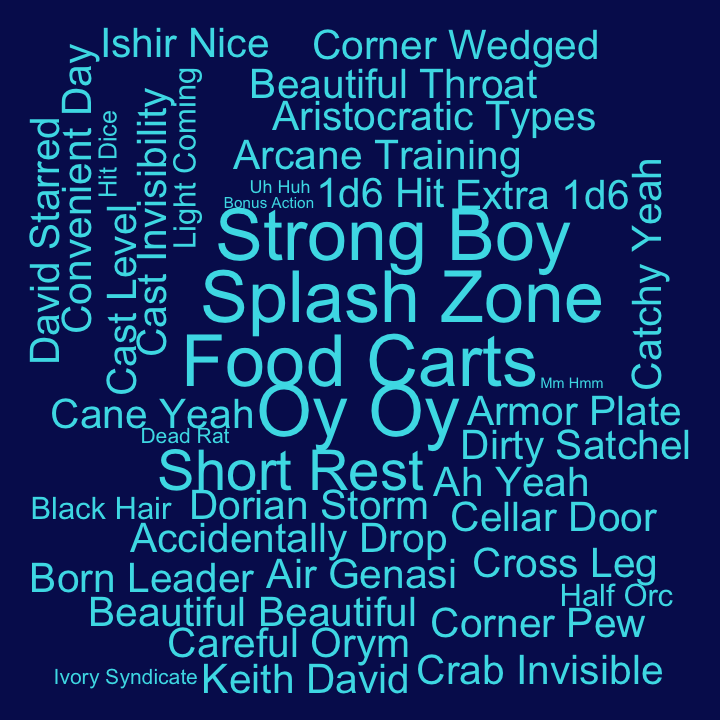 Ishir Nice
Corner Wedged
Beautiful Throat
Aristocratic Types
Arcane Training
Uh Huh
Bonus Action
1d6 Hit
Extra 1d6
David Starred
Convenient Day
Hit Dice
Cast Level
Cast Invisibility
Light Coming
Catchy Yeah
Strong Boy
Splash Zone
Food Carts
Mm Hmm
Oy Oy
Cane Yeah
Armor Plate
Dead Rat
Dirty Satchel
Short Rest
Ah Yeah
Black Hair
Dorian Storm
Cellar Door
Accidentally Drop
Born Leader
Air Genasi
Cross Leg
Half Orc
Beautiful Beautiful
Corner Pew
Careful Orym
Ivory Syndicate
Keith David
Crab Invisible